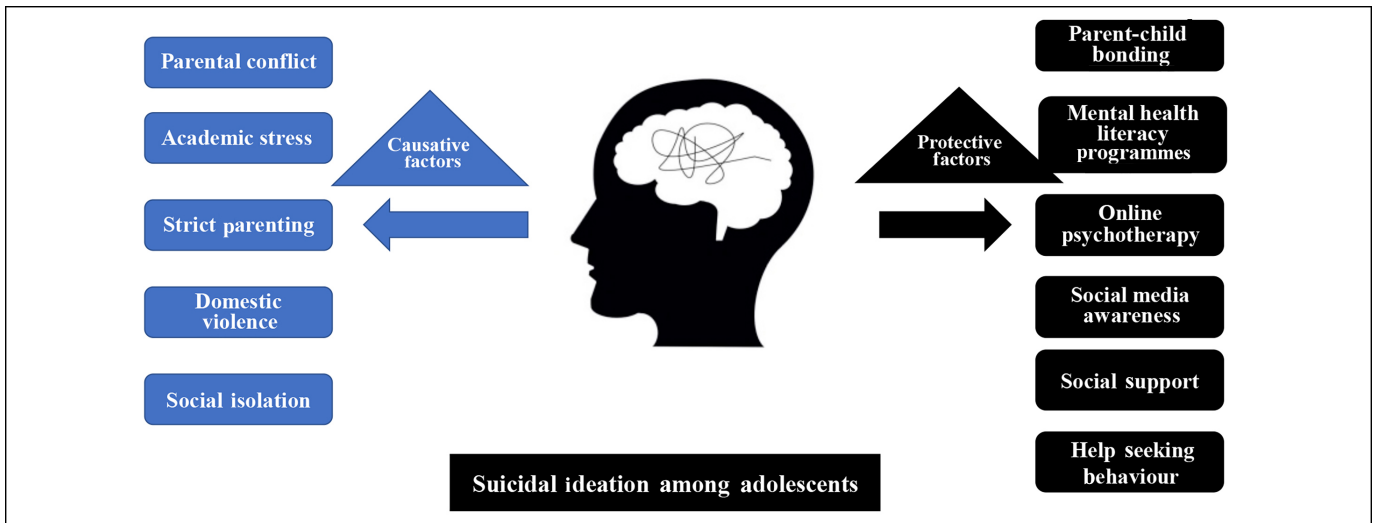 Parental conflict
Academic stress
Strict parenting
Domestic
violence
Social isolation
Causative
factors
Protective
factors
Parent-child
bonding
Mental health
literacy
programmes
Online
psychotherapy
Social media
awareness
Social support
Help seeking
behaviour
Suicidal ideation among adolescents